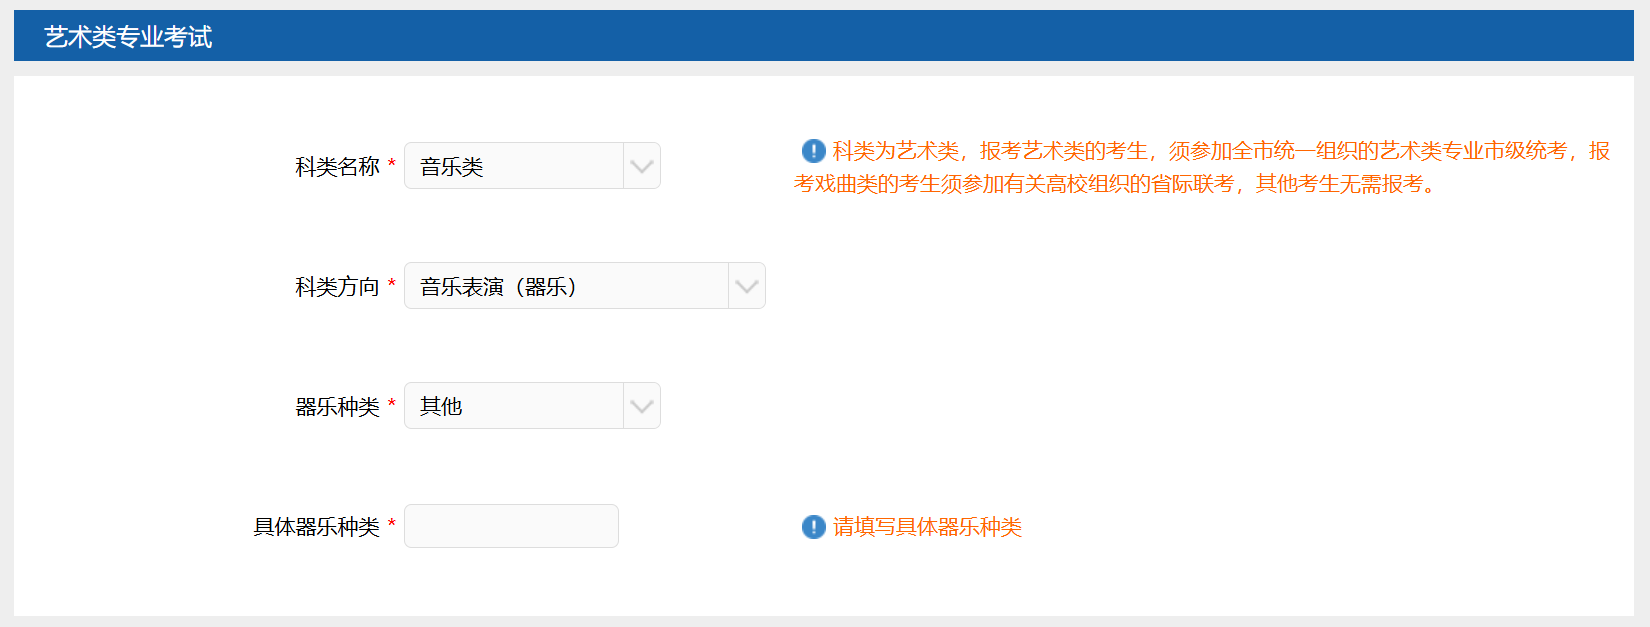 艺术类专业考试
科类名称 * 音乐类
科类为艺术类，报考艺术类的考生，须参加全市统一组织的艺术类专业市级统考，报
考戏曲类的考生须参加有关高校组织的省际联考，其他考生无需报考。
科类方向 * 音乐表演（器乐）
器乐种类 * 其他
具体器乐种类 *
请填写具体器乐种类